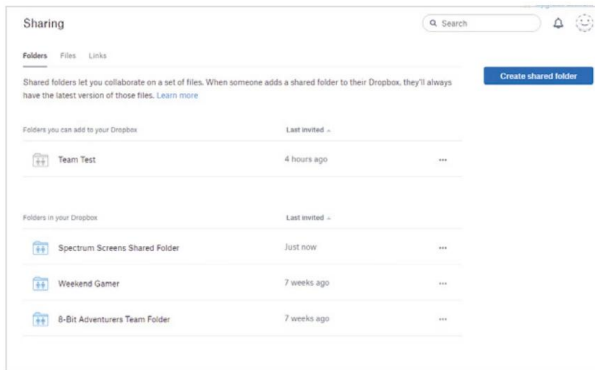 Sharing
Search
Folders Files Links
Shared folders let you collaborate on a set of files. When someone adds a shared folder to their Dropbox, they'll always
have the latest version of those files. Learn more
Create shared folder
Folders you can add to your Dropbox Last invited
Team Test 4 hours ago
Folders in your Dropbox Last invited
Spectrum Screens Shared Folder Just now
Weekend Gamer 7 weeks ago
8-Bit Adventurers Team Folder 7 weeks ago